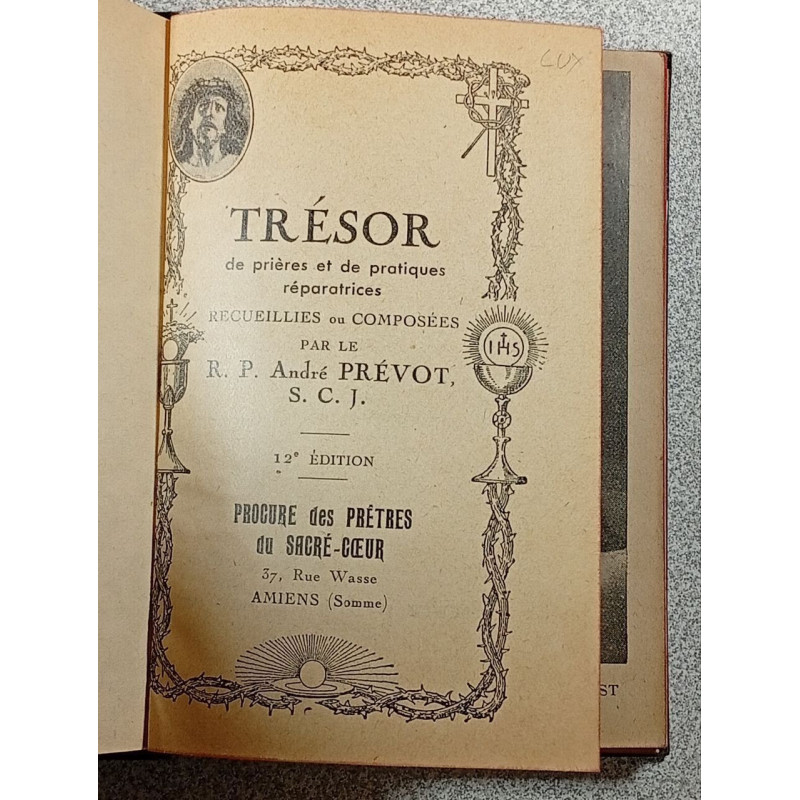 TRÉSOR
de prières et de pratiques
réparatrices
RECUEILLIES ou COMPOSÉES
PAR LE
R. P. André PRÉVOT,
S. C. J.
12e ÉDITION
PROCURE des PRÊTRES
du SACRÉ-CŒUR
37, Rue Wasse
AMIENS (Somme)
IHS
ST